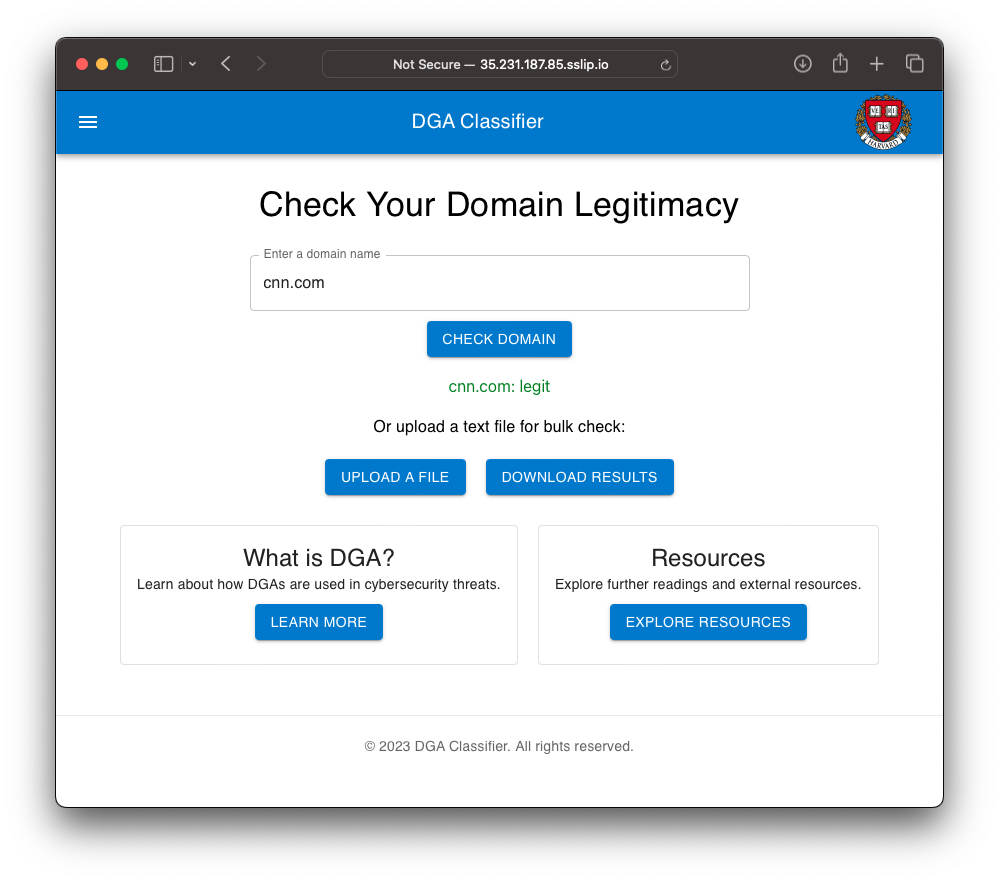 Not Secure — 35.231.187.85.sslip.io
DGA Classifier
VE RI
TAS
HARVARD
Check Your Domain Legitimacy
Enter a domain name
cnn.com
CHECK DOMAIN
cnn.com: legit
Or upload a text file for bulk check:
UPLOAD A FILE
DOWNLOAD RESULTS
What is DGA?
Learn about how DGAs are used in cybersecurity threats.
LEARN MORE
Resources
Explore further readings and external resources.
EXPLORE RESOURCES
© 2023 DGA Classifier. All rights reserved.